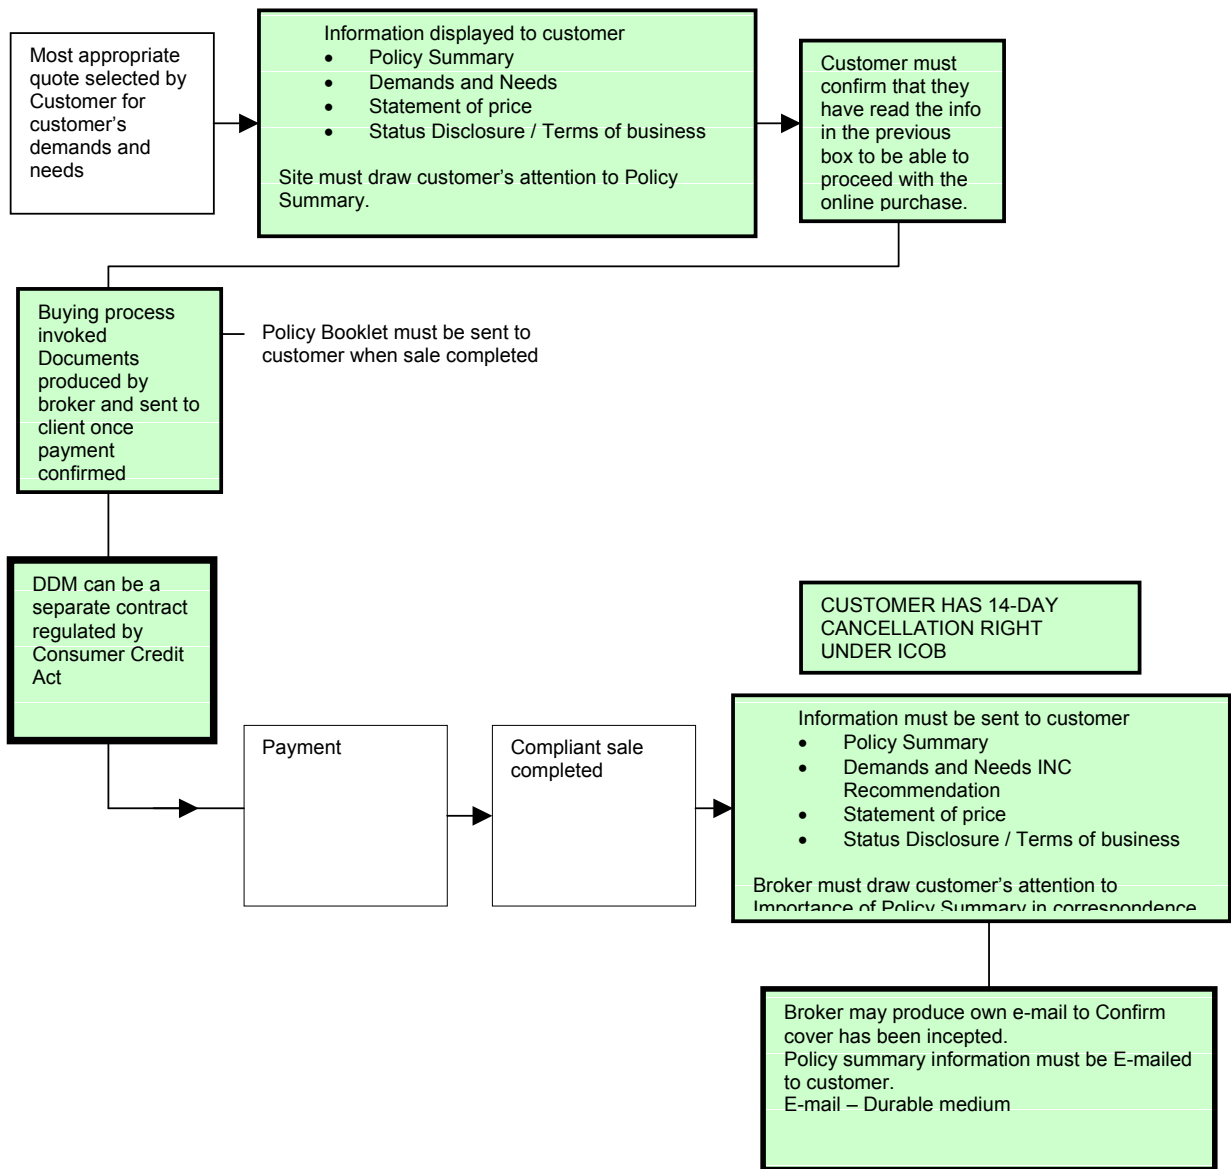 Most appropriate
quote selected by
Customer for
customer's
demands and
needs
Information displayed to customer
• Policy Summary
• Demands and Needs
• Statement of price
• Status Disclosure / Terms of business
Site must draw customer's attention to Policy
Summary.
Customer must
confirm that they
have read the info
in the previous
box to be able to
proceed with the
online purchase.
Buying process
invoked
Documents
produced by
broker and sent to
client once
payment
confirmed
Policy Booklet must be sent to
customer when sale completed
DDM can be a
separate contract
regulated by
Consumer Credit
Act
CUSTOMER HAS 14-DAY
CANCELLATION RIGHT
UNDER ICOB
Payment
Compliant sale
completed
Information must be sent to customer
• Policy Summary
• Demands and Needs INC
Recommendation
• Statement of price
• Status Disclosure / Terms of business
Broker must draw customer's attention to
Importance of Policy Summary in correspondence
Broker may produce own e-mail to Confirm
cover has been incepted.
Policy summary information must be E-mailed
to customer.
E-mail – Durable medium